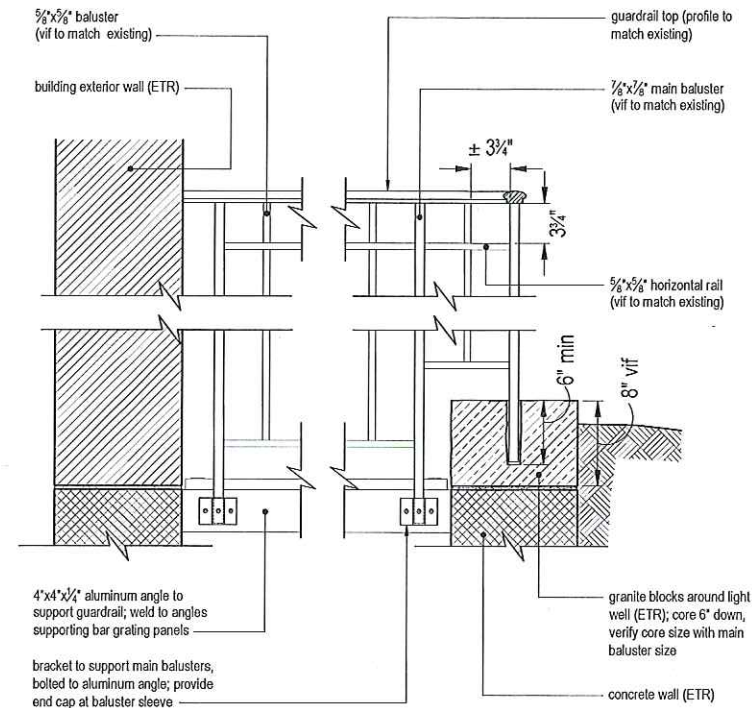 5/8"x5/8" baluster
(vif to match existing)
building exterior wall (ETR)
guardrail top (profile to
match existing)
7/8"x7/8" main baluster
(vif to match existing)
± 3 3/4"
3 3/4"
5/8"x5/8" horizontal rail
(vif to match existing)
6" min
8" vif
4"x4"x1/4" aluminum angle to
support guardrail; weld to angles
supporting bar grating panels
bracket to support main balusters,
bolted to aluminum angle; provide
end cap at baluster sleeve
granite blocks around light
well (ETR); core 6" down,
verify core size with main
baluster size
concrete wall (ETR)